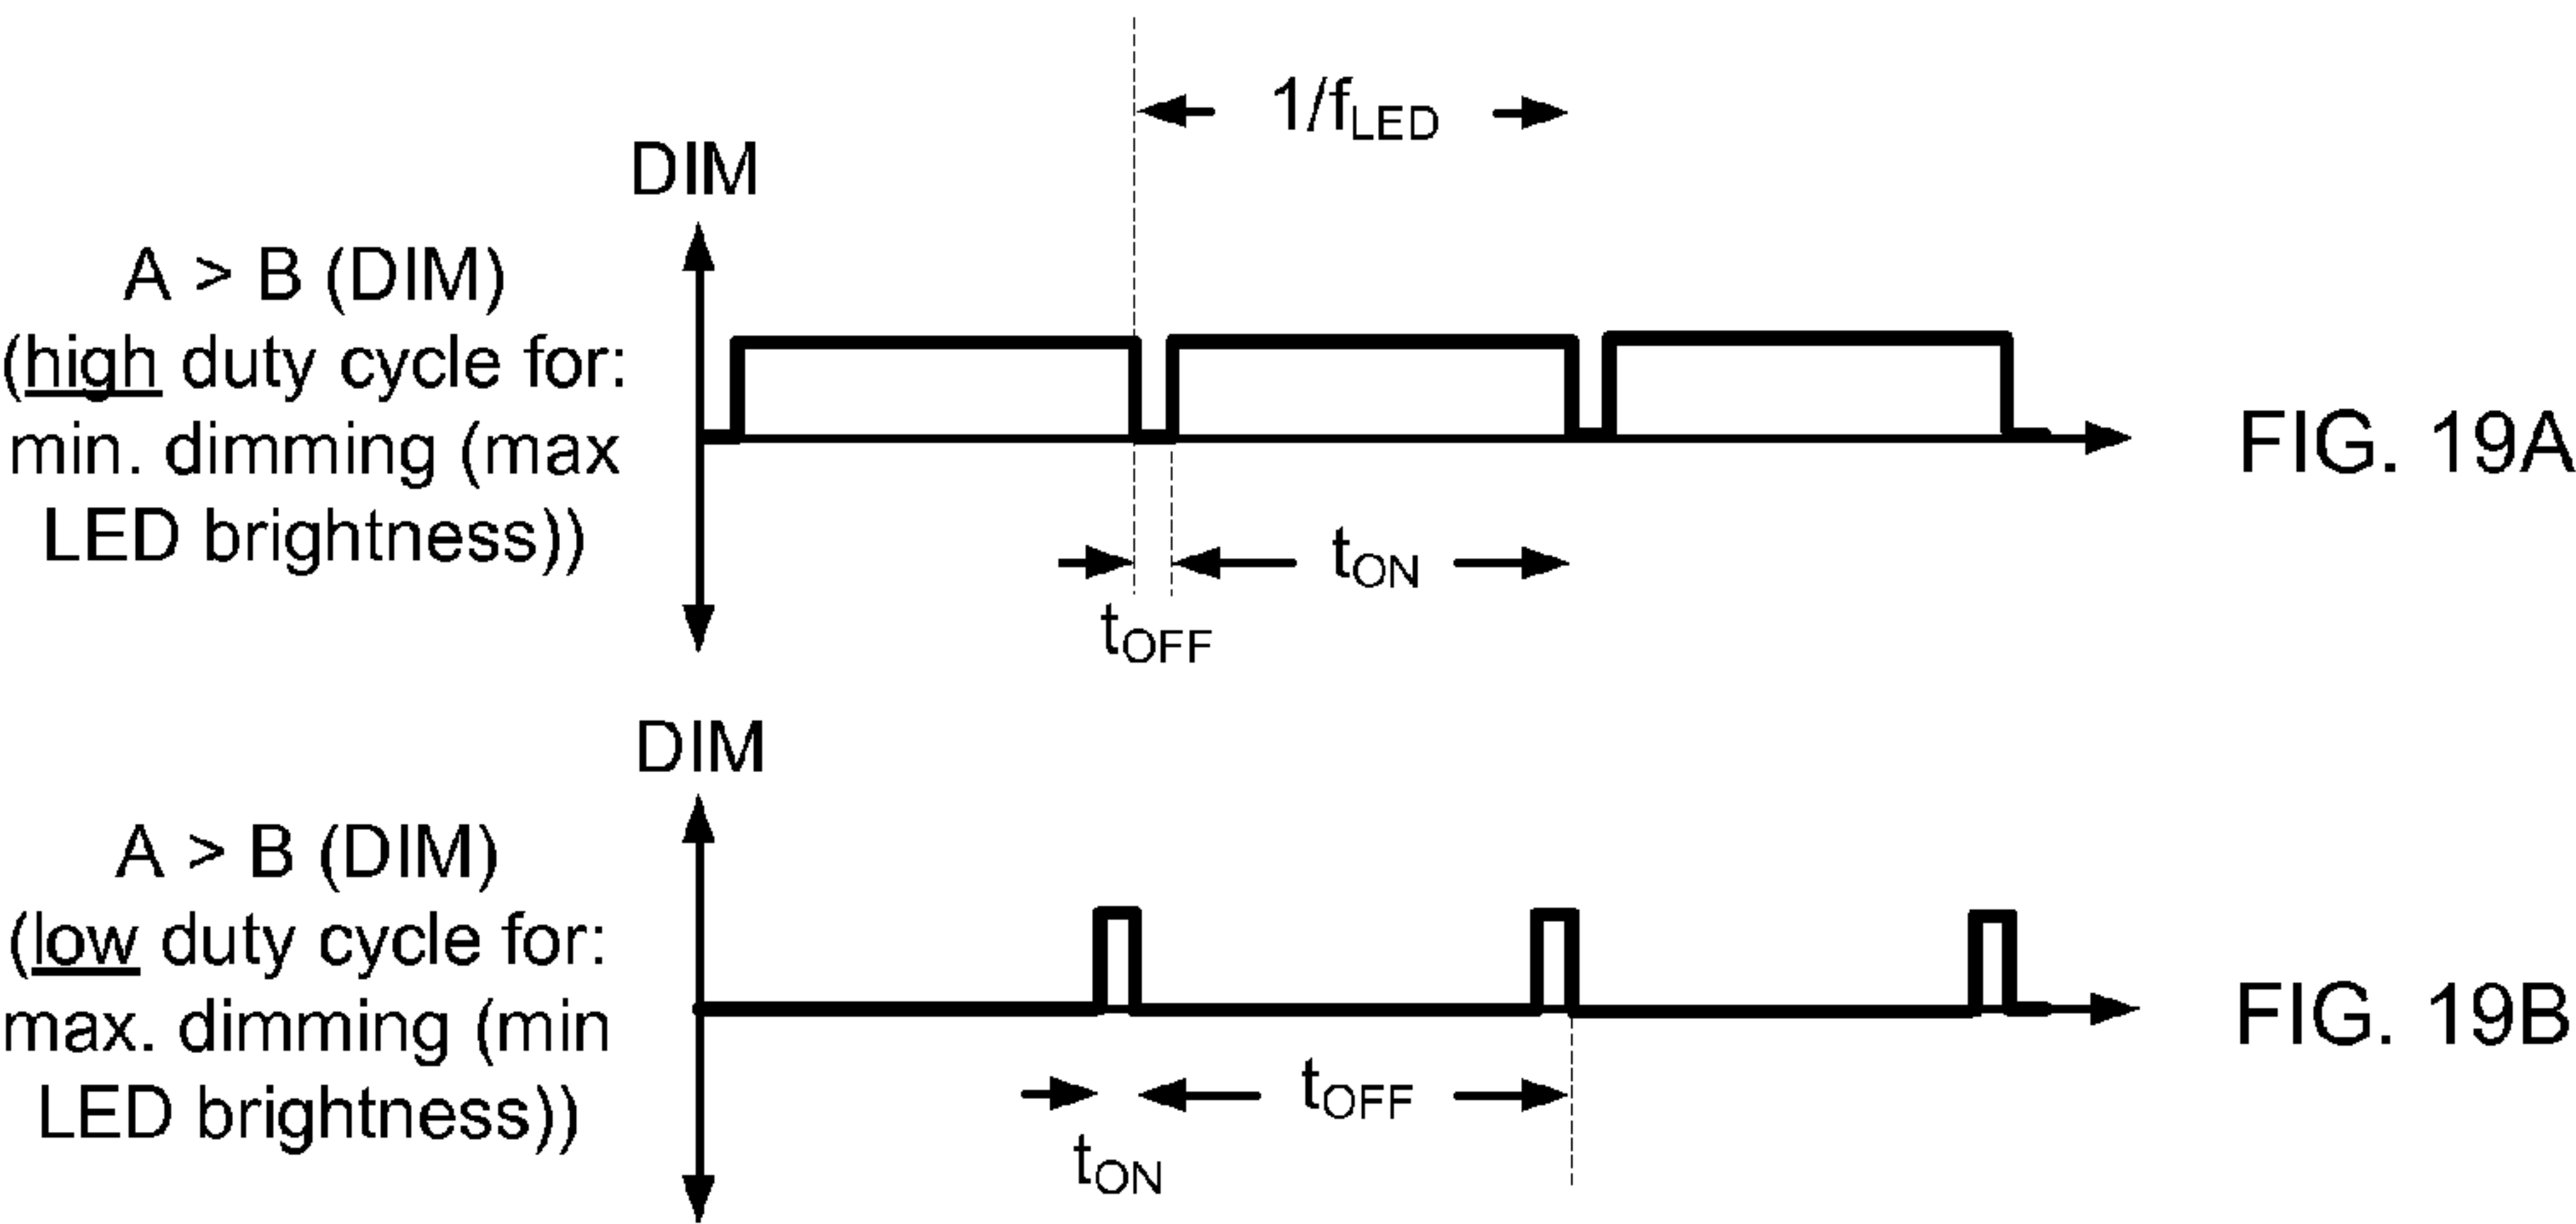 1/fLED
DIM
A > B (DIM)
(high duty cycle for:
min. dimming (max
LED brightness))
FIG. 19A
tON
tOFF
DIM
A > B (DIM)
(low duty cycle for:
max. dimming (min
LED brightness))
FIG. 19B
tOFF
tON